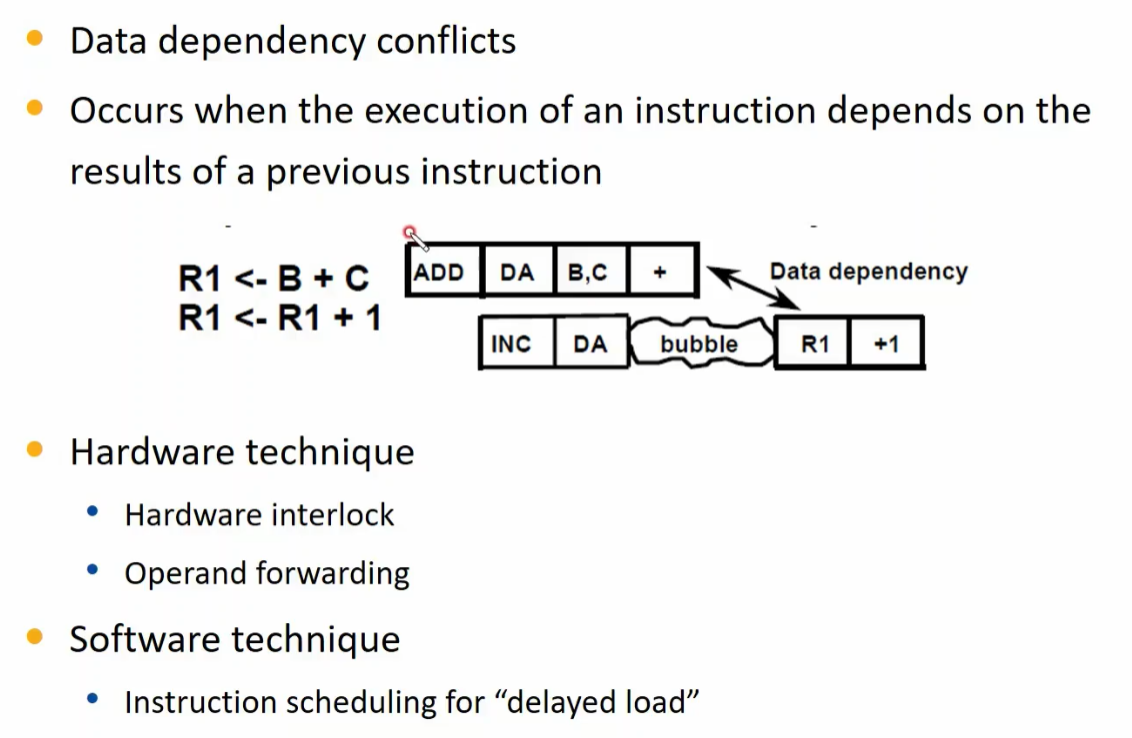 Data dependency conflicts
Occurs when the execution of an instruction depends on the
results of a previous instruction
R1 <- B + C
R1 <- R1 + 1
ADD DA B,C +
Data dependency
INC DA bubble R1 +1
Hardware technique
Hardware interlock
Operand forwarding
Software technique
Instruction scheduling for “delayed load”